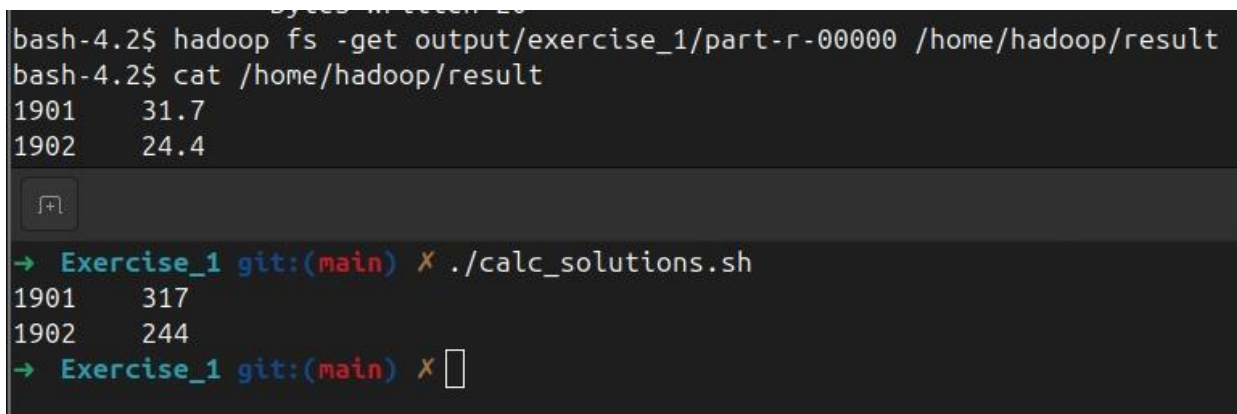 bash-4.2$ hadoop fs -get output/exercise_1/part-r-00000 /home/hadoop/result
bash-4.2$ cat /home/hadoop/result
1901    31.7
1902    24.4
→ Exercise_1 git:(main) ✗ ./calc_solutions.sh
1901    317
1902    244
→ Exercise_1 git:(main) ✗